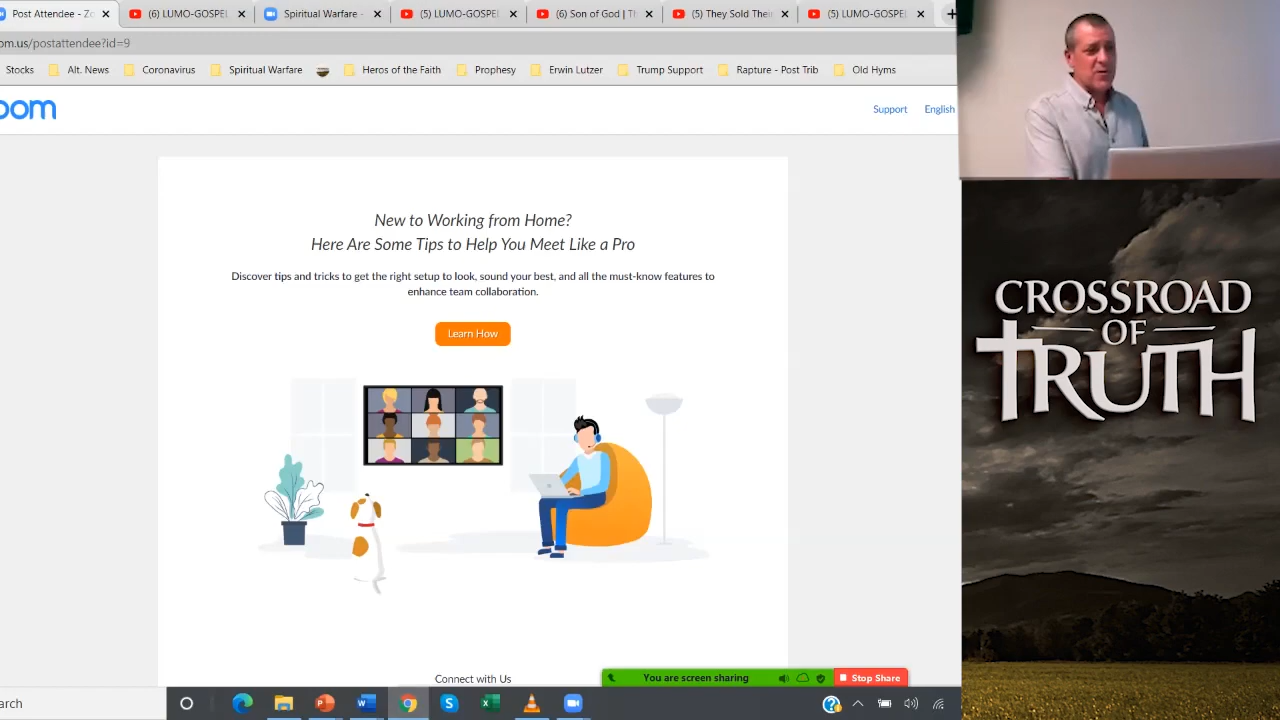 Post Attendee - Zo
(6) LUMO-GOSPEL
Spiritual Warfare -
(5) LUMO-GOSPEL
(6) Son of God | Th
(5) They Sold Their
(5) LUMO-GOSPEL
om.us/postattendee?id=9
Stocks
Alt. News
Coronavirus
Spiritual Warfare
Heros of the Faith
Prophesy
Erwin Lutzer
Trump Support
Rapture - Post Trib
Old Hyms
oom
Support
English
New to Working from Home?
Here Are Some Tips to Help You Meet Like a Pro
Discover tips and tricks to get the right setup to look, sound your best, and all the must-know features to
enhance team collaboration.
Learn How
Connect with Us
You are screen sharing
Stop Share
arch
CROSSROAD
OF
TRUTH